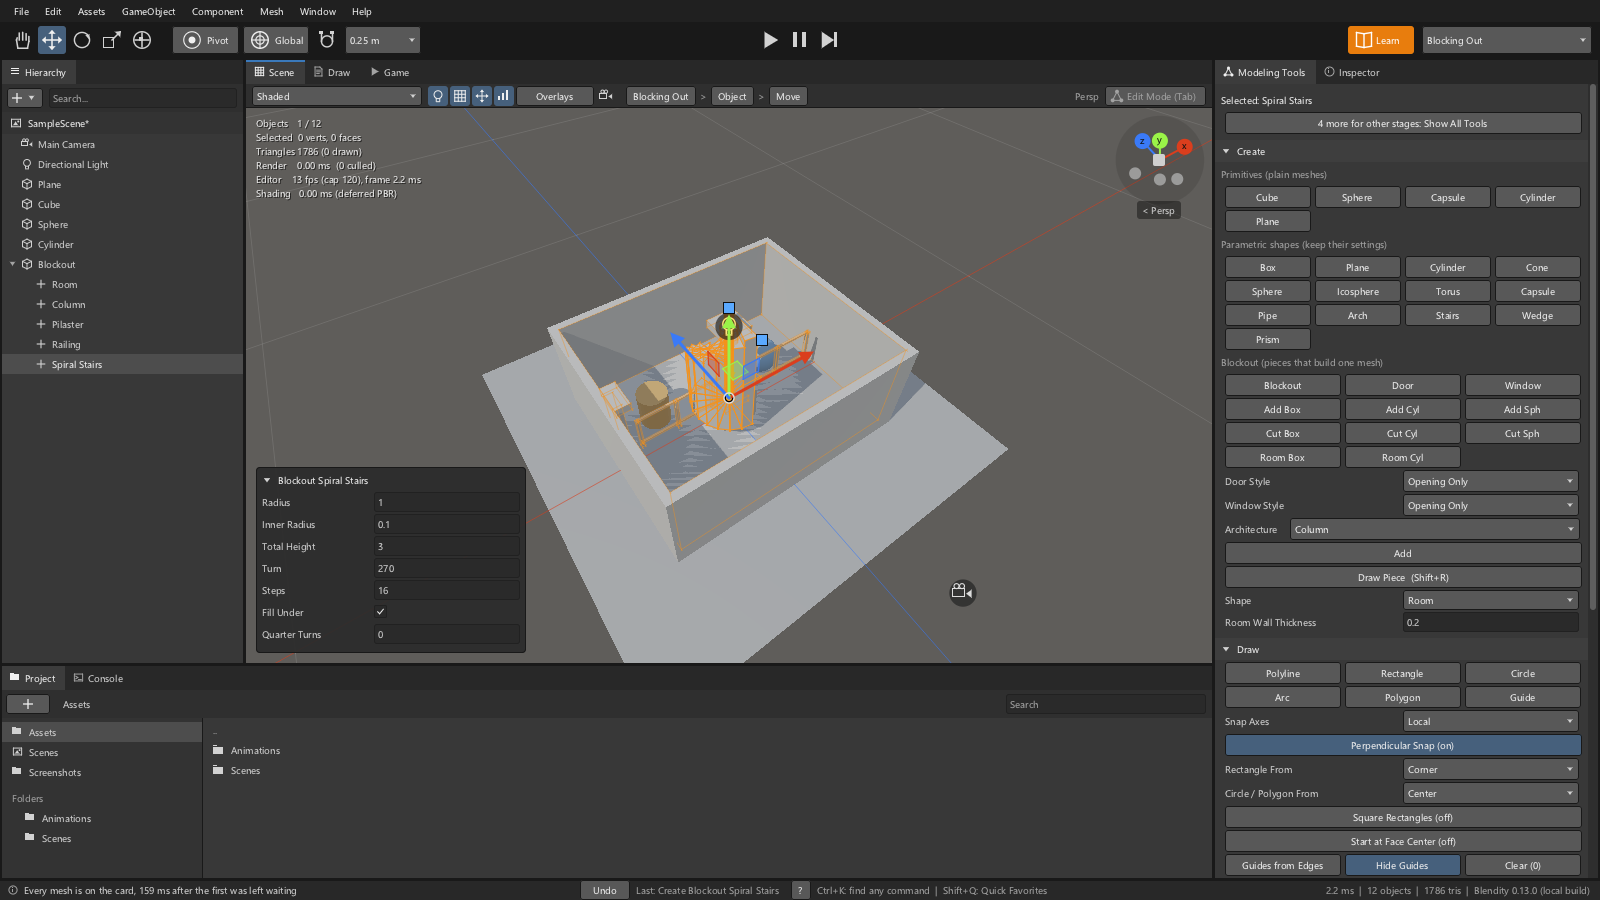 File Edit Assets GameObject Component Mesh Window Help
Pivot Global 0.25 m Learn Blocking Out
Hierarchy
Search...
SampleScene*
Main Camera
Directional Light
Plane
Cube
Sphere
Cylinder
Blockout
Room
Column
Pilaster
Railing
Spiral Stairs
Scene Draw Game
Shaded Overlays Blocking Out > Object > Move Persp Edit Mode (Tab)
Objects 1 / 12
Selected 0 verts, 0 faces
Triangles 1786 (0 drawn)
Render 0.00 ms (0 culled)
Editor 13 fps (cap 120), frame 2.2 ms
Shading 0.00 ms (deferred PBR)
z y x
< Persp
Blockout Spiral Stairs
Radius 1
Inner Radius 0.1
Total Height 3
Turn 270
Steps 16
Fill Under
Quarter Turns 0
Modeling Tools Inspector
Selected: Spiral Stairs
4 more for other stages: Show All Tools
Create
Primitives (plain meshes)
Cube Sphere Capsule Cylinder
Plane
Parametric shapes (keep their settings)
Box Plane Cylinder Cone
Sphere Icosphere Torus Capsule
Pipe Arch Stairs Wedge
Prism
Blockout (pieces that build one mesh)
Blockout Door Window
Add Box Add Cyl Add Sph
Cut Box Cut Cyl Cut Sph
Room Box Room Cyl
Door Style Opening Only
Window Style Opening Only
Architecture Column
Add
Draw Piece (Shift+R)
Shape Room
Room Wall Thickness 0.2
Draw
Polyline Rectangle Circle
Arc Polygon Guide
Snap Axes Local
Perpendicular Snap (on)
Rectangle From Corner
Circle / Polygon From Center
Square Rectangles (off)
Start at Face Center (off)
Guides from Edges Hide Guides Clear (0)
Project Console
Assets Search
Assets
Scenes
Screenshots
Folders
Animations
Scenes
..
Animations
Scenes
Every mesh is on the card, 159 ms after the first was left waiting Undo Last: Create Blockout Spiral Stairs ? Ctrl+K: find any command | Shift+Q: Quick Favorites 2.2 ms | 12 objects | 1786 tris | Blendity 0.13.0 (local build)